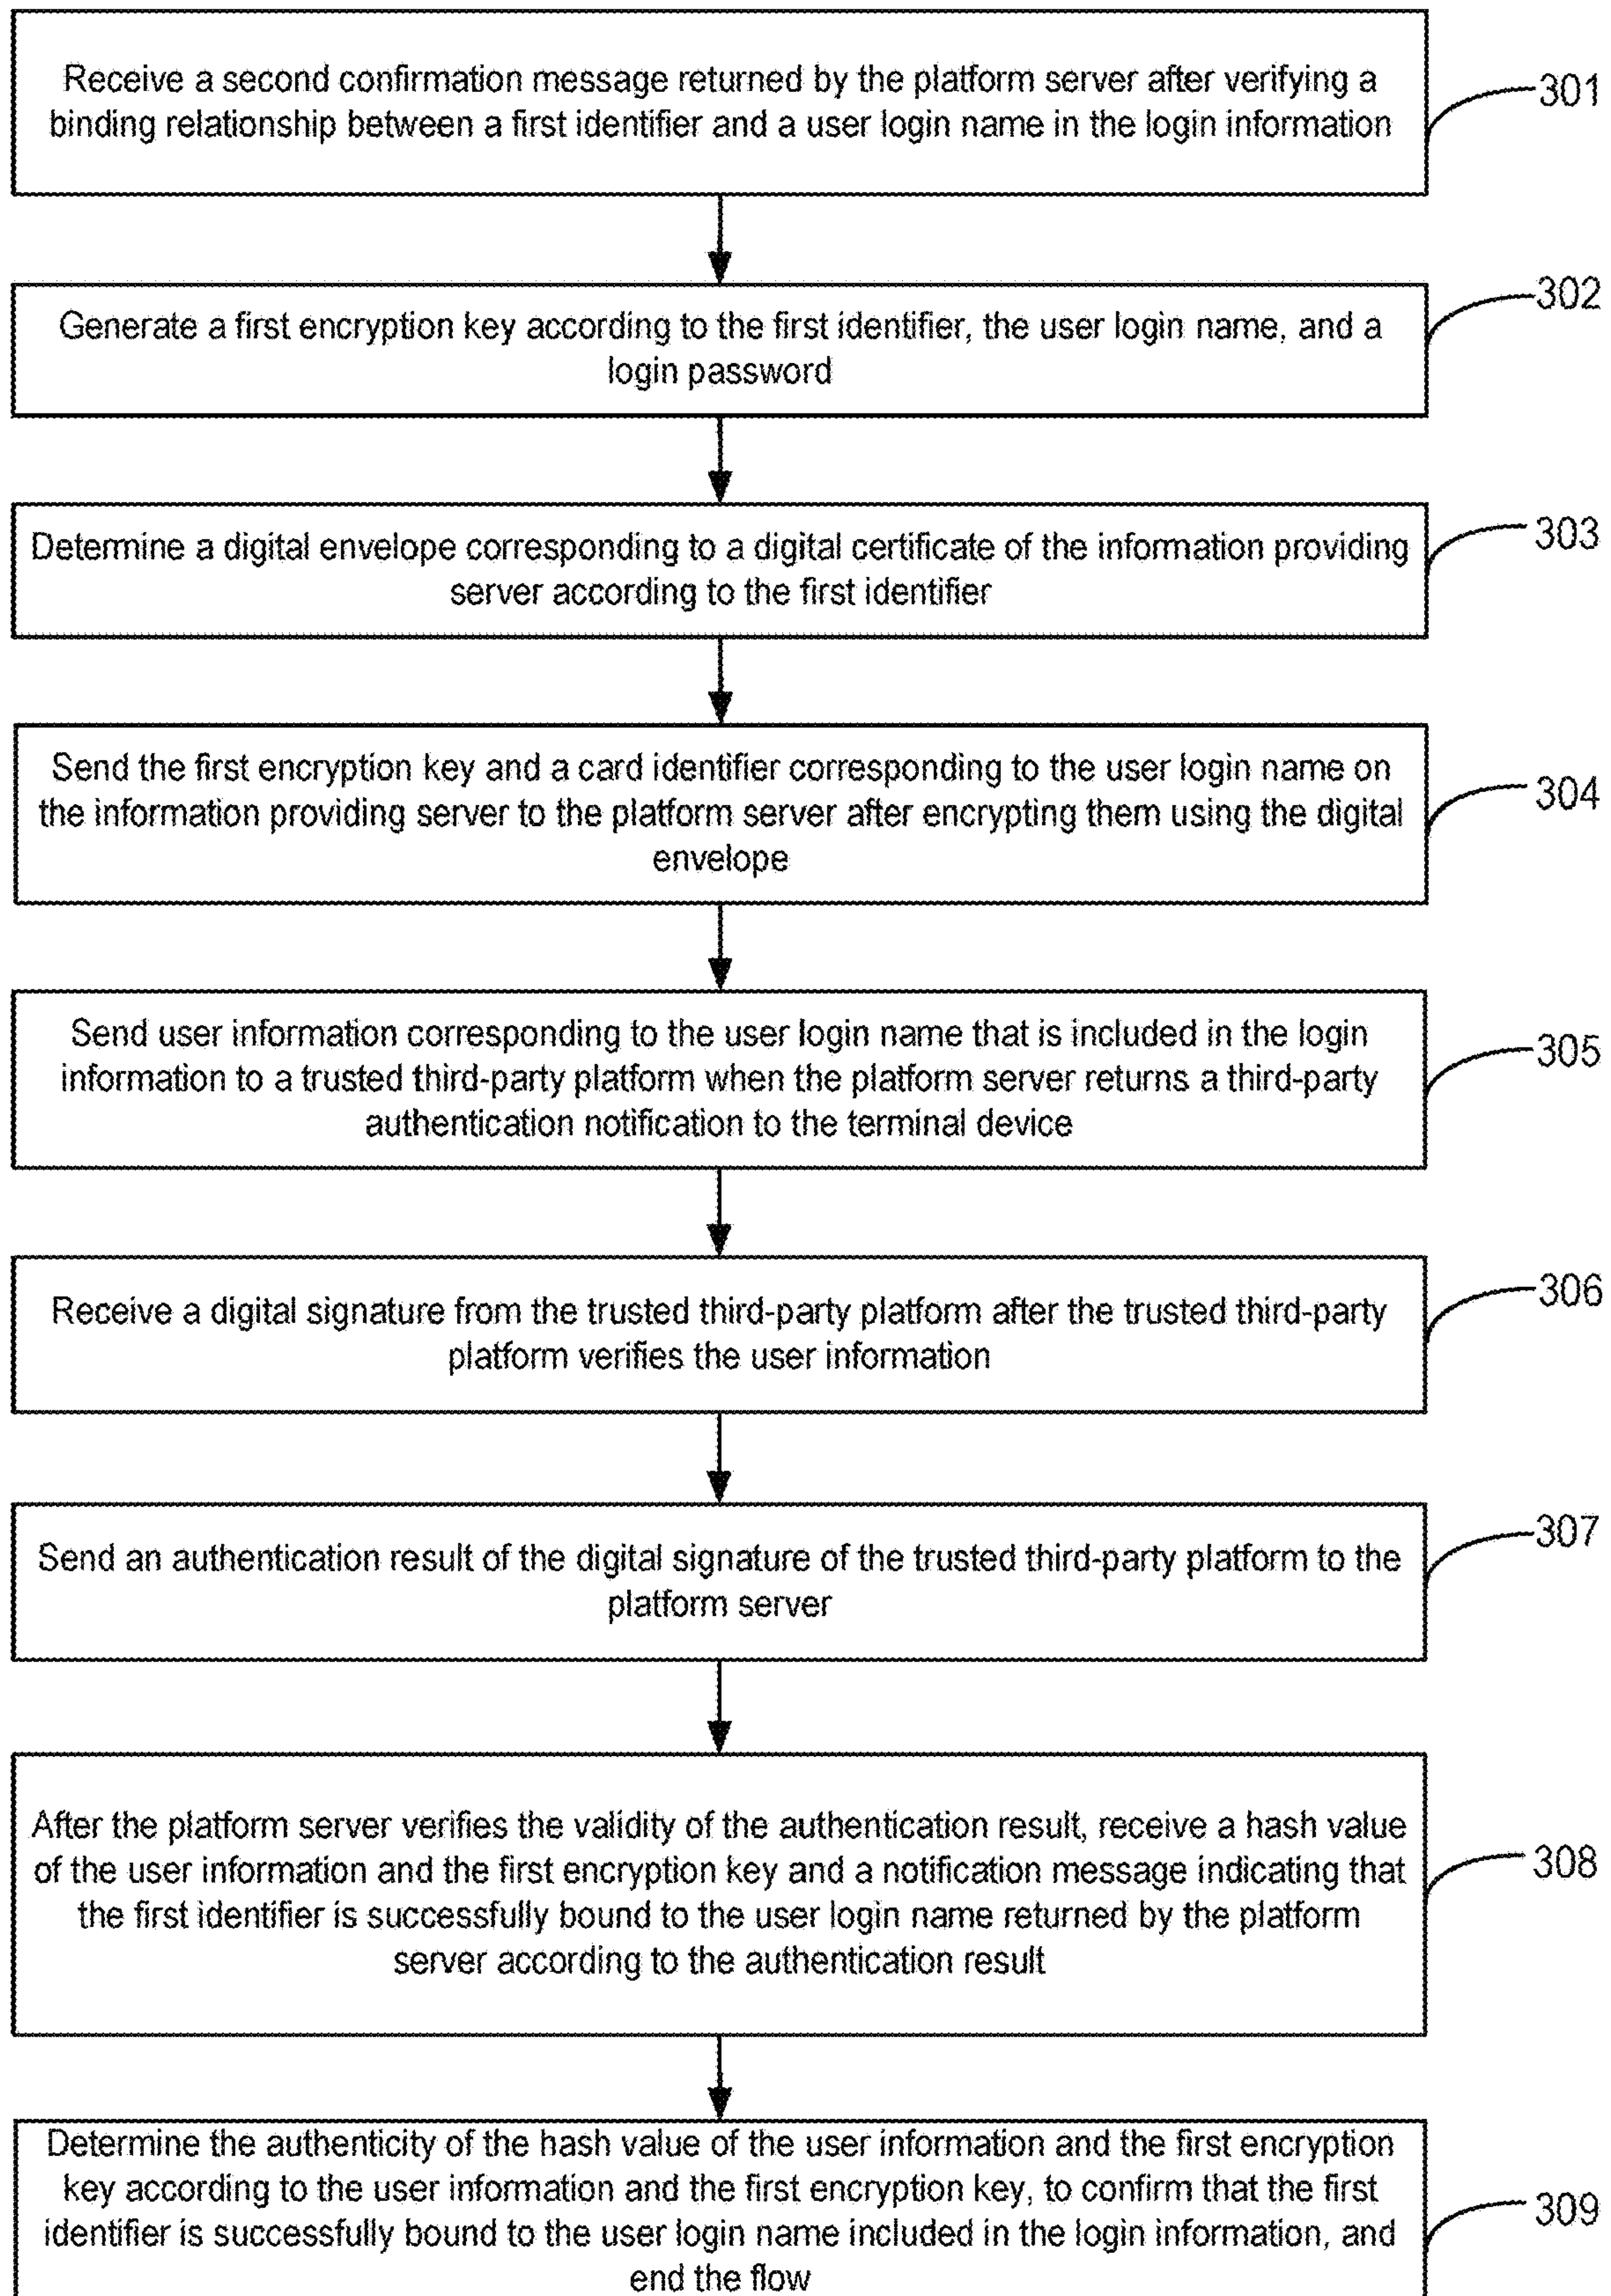 Receive a second confirmation message returned by the platform server after verifying a
binding relationship between a first identifier and a user login name in the login information
301
Generate a first encryption key according to the first identifier, the user login name, and a
login password
302
Determine a digital envelope corresponding to a digital certificate of the information providing
server according to the first identifier
303
Send the first encryption key and a card identifier corresponding to the user login name on
the information providing server to the platform server after encrypting them using the digital
envelope
304
Send user information corresponding to the user login name that is included in the login
information to a trusted third-party platform when the platform server returns a third-party
authentication notification to the terminal device
305
Receive a digital signature from the trusted third-party platform after the trusted third-party
platform verifies the user information
306
Send an authentication result of the digital signature of the trusted third-party platform to the
platform server
307
After the platform server verifies the validity of the authentication result, receive a hash value
of the user information and the first encryption key and a notification message indicating that
the first identifier is successfully bound to the user login name returned by the platform
server according to the authentication result
308
Determine the authenticity of the hash value of the user information and the first encryption
key according to the user information and the first encryption key, to confirm that the first
identifier is successfully bound to the user login name included in the login information, and
end the flow
309